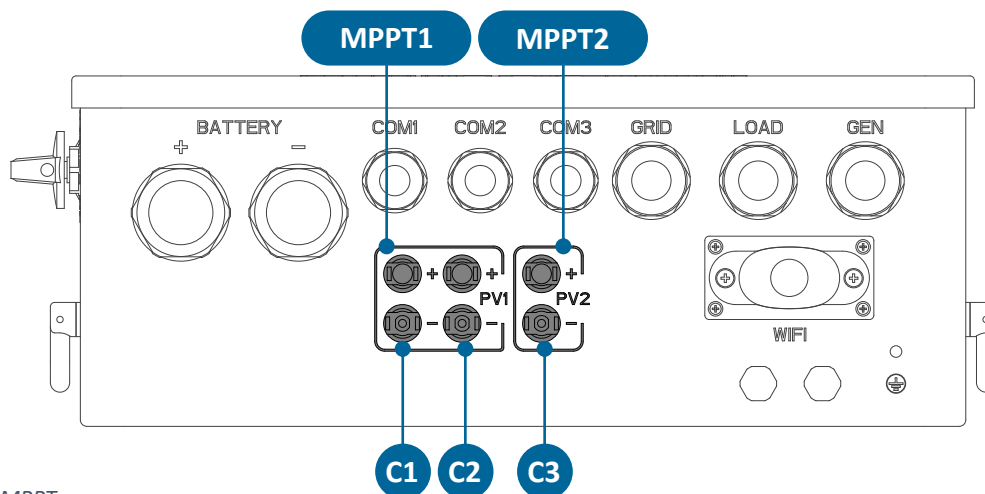 MPPT1 MPPT2
BATTERY COM1 COM2 COM3 GRID LOAD GEN
+ −
+ + PV1 + PV2
− − −
WIFI
C1 C2 C3